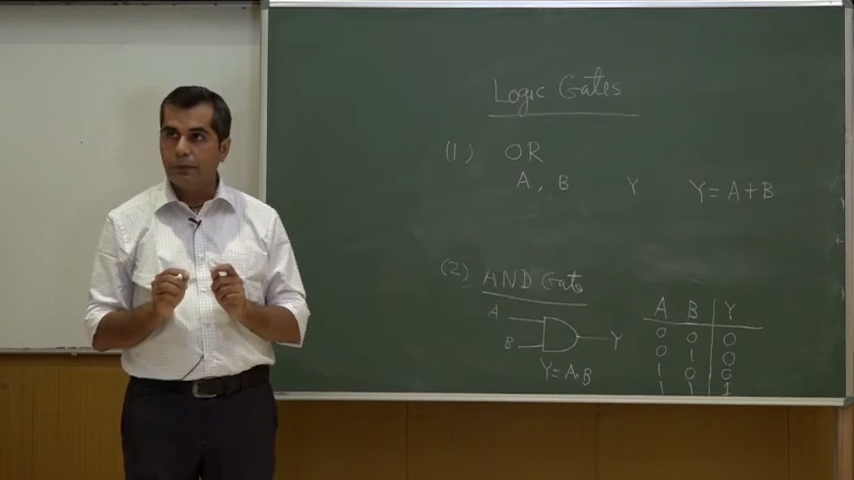 Logic Gates
(1) OR
A, B Y Y=A+B
(2) AND Gate
A B Y
A
0 0 0
Y
B
0 1 0
Y=A.B
1 0 0
1 1 1